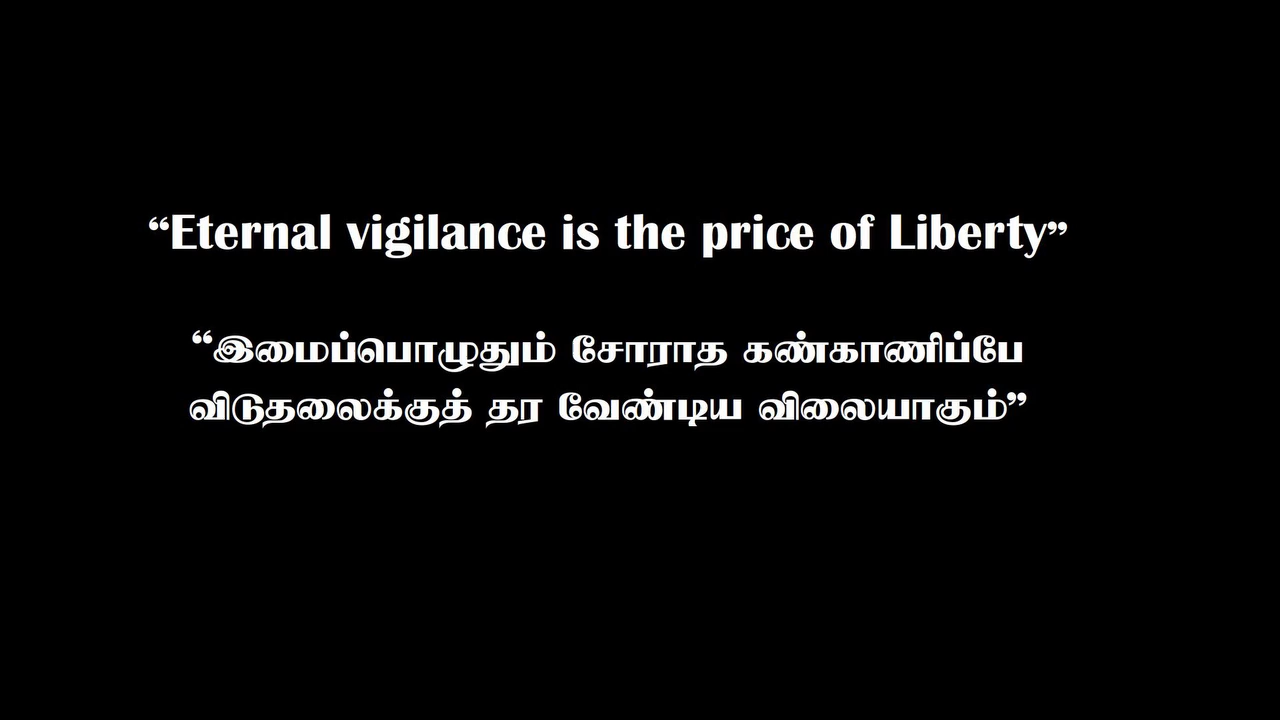 “Eternal vigilance is the price of Liberty”
“இமைப்பொழுதும் சோராத கண்காணிப்பே
விடுதலைக்குத் தர வேண்டிய விலையாகும்”